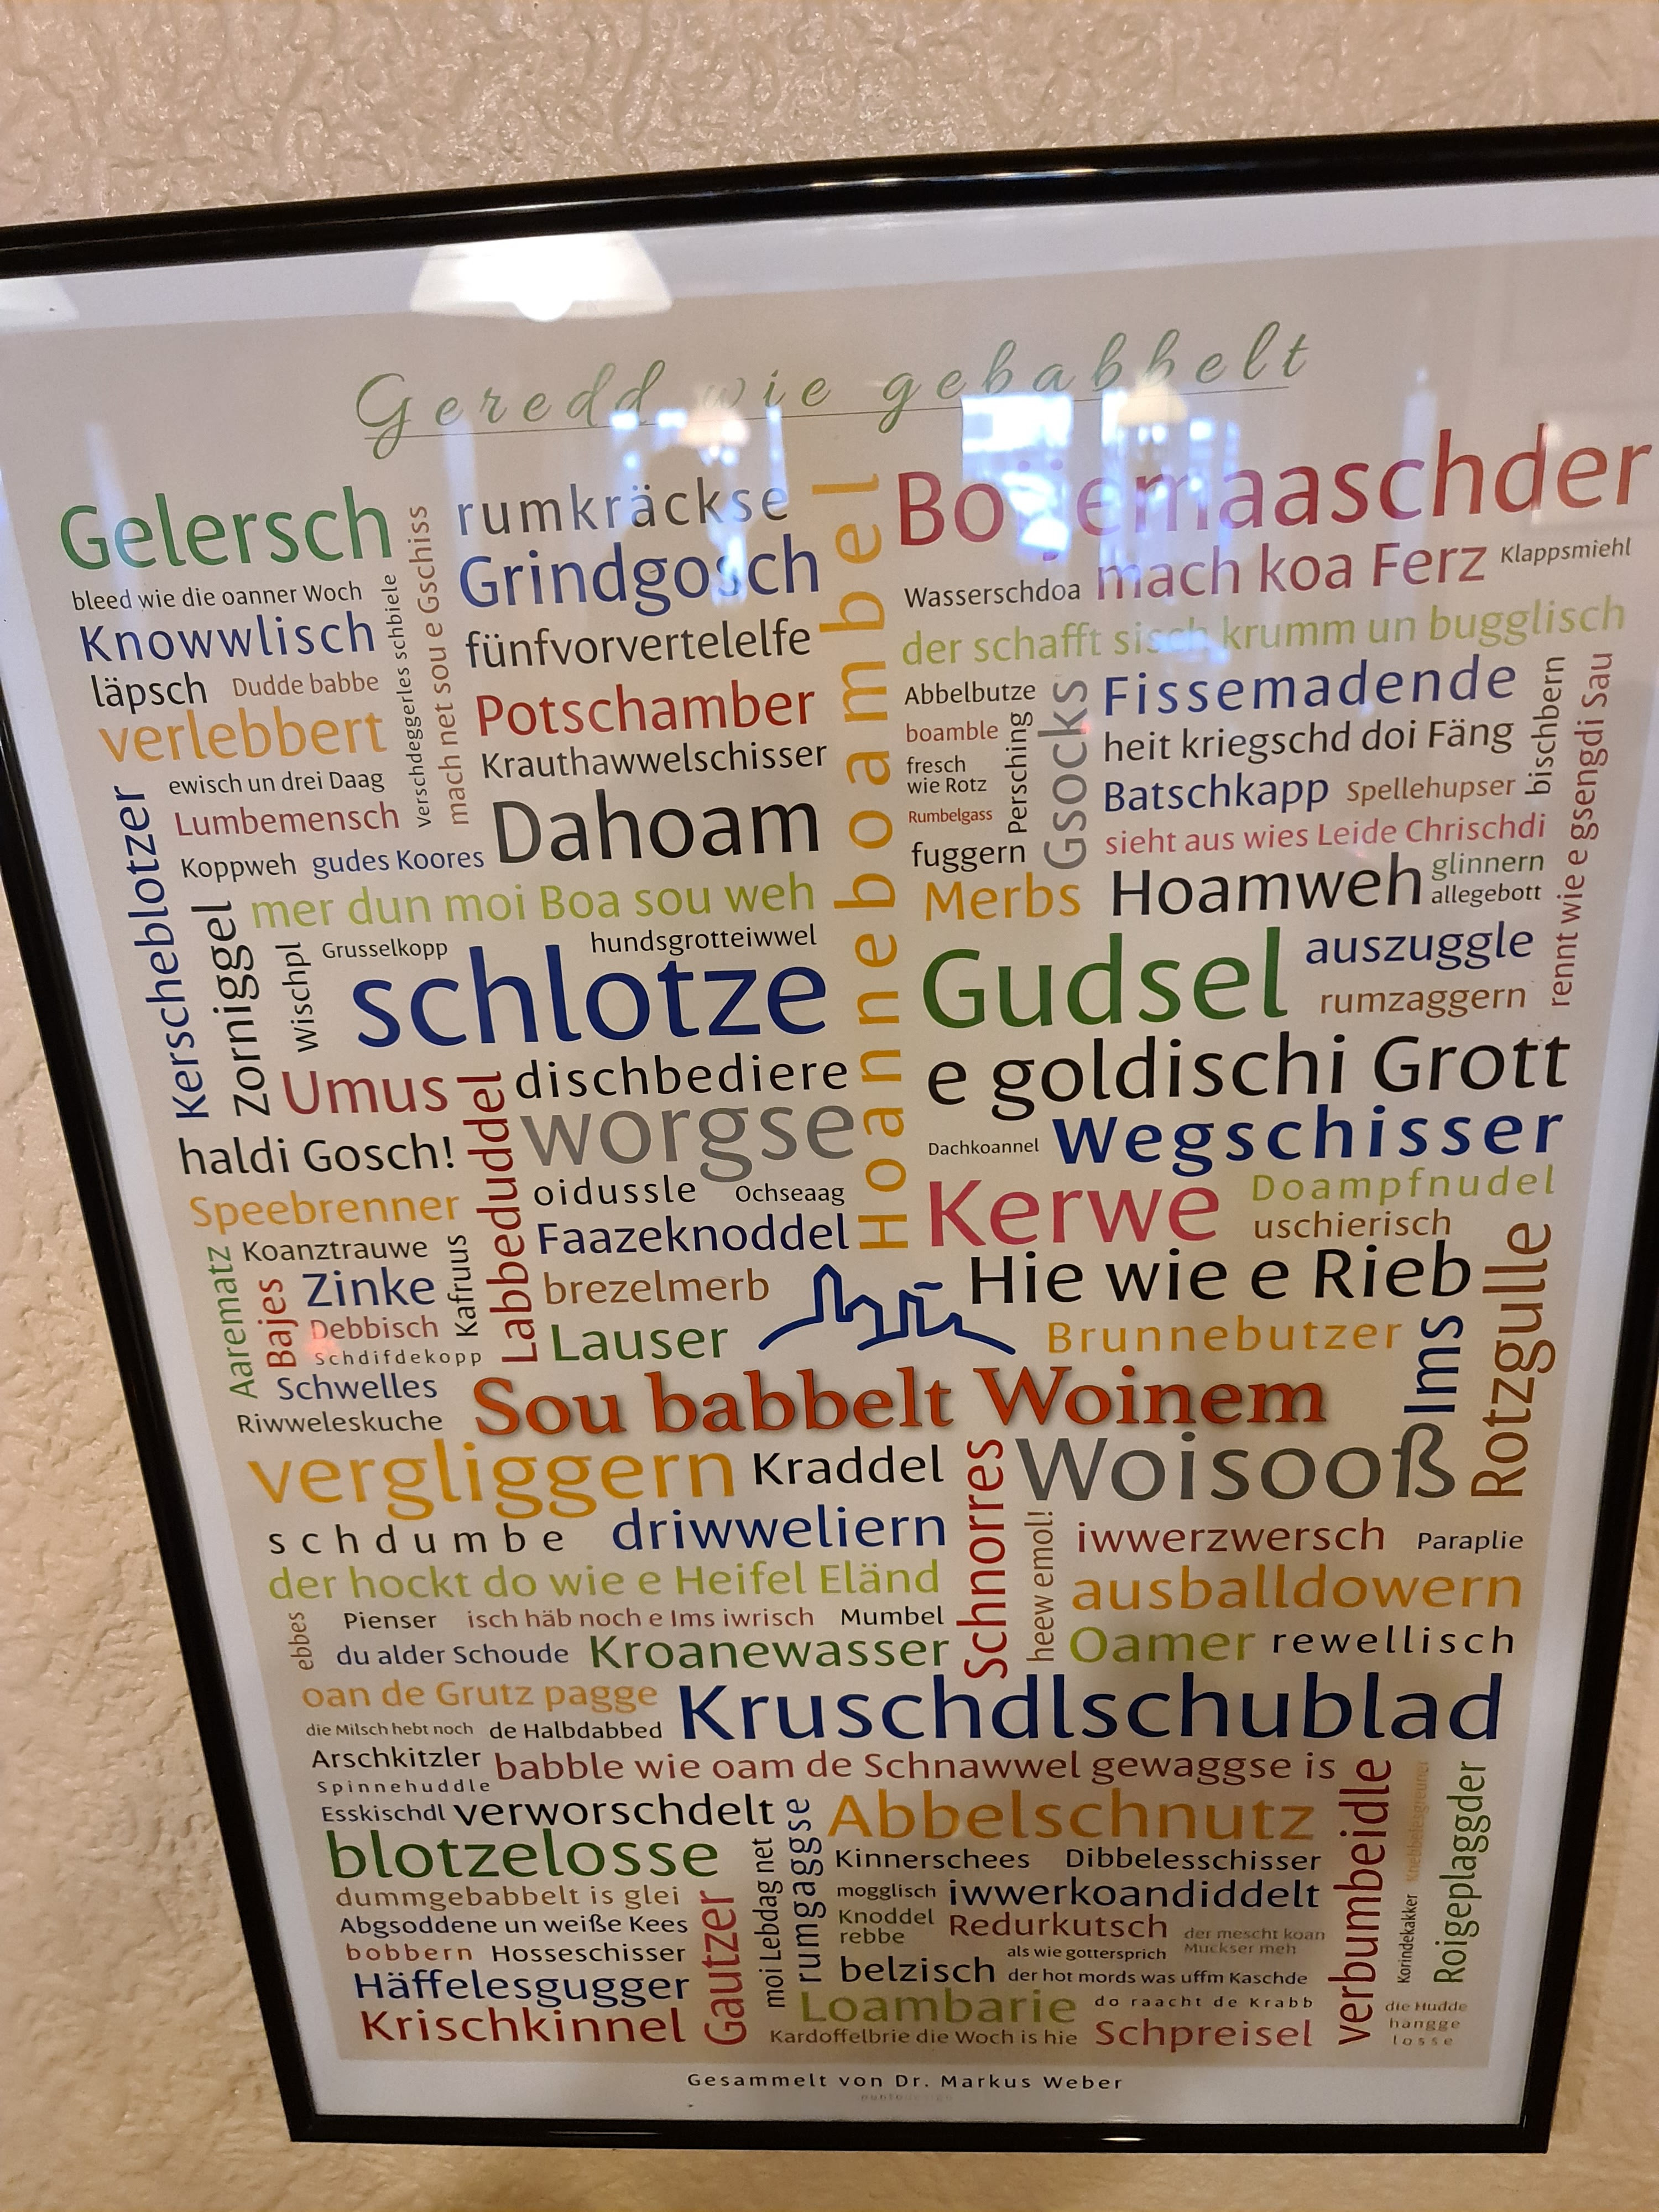 Geredd wie gebabbelt
Gelersch
rumkräckse
bleed wie die oanner Woch
Grindgosch
Knowwlisch
fünfvorvertelelfe
läpsch
Dudde babbe
verschdeggerles schbiele
mach net sou e Gschiss
verlebbert
Potschamber
Krauthawwelschisser
ewisch un drei Daag
Lumbemensch
Dahoam
Koppweh
gudes Koores
Kerscheblotzer
mer dun moi Boa sou weh
Zorniggel
Wischpl
Grusselkopp
hundsgrotteiwwel
schlotze
Hoanneboambel
mach koa Ferz
Klappsmiehl
Wasserschdoa
der schafft sisch krumm un bugglisch
Abbelbutze
Fissemadende
boamble
Persching
Gsocks
heit kriegschd doi Fäng
bischbern
rennt wie e gsengdi Sau
fresch
wie Rotz
Batschkapp
Spellehupser
Rumbelgass
sieht aus wies Leide Chrischdi
fuggern
Merbs
Hoamweh
glinnern
allegebott
Gudsel
auszuggle
rumzaggern
Umus
dischbediere
e goldischi Grott
haldi Gosch!
Labbeduddel
worgse
Dachkoannel
Wegschisser
Speebrenner
oidussle
Ochseaag
Kerwe
Doampfnudel
uschierisch
Koanztrauwe
Faazeknoddel
Aarematz
Bajes
Zinke
Kafruus
brezelmerb
Hie wie e Rieb
Rotzgulle
Debbisch
Schdifdekopp
Lauser
Brunnebutzer
Ims
Schwelles
Riwweleskuche
Sou babbelt Woinem
vergliggern
Kraddel
Schnorres
Woisooß
schdumbe
driwweliern
heew emol!
iwwerzwersch
Paraplie
der hockt do wie e Heifel Eländ
ausballdowern
ebbes
Pienser
isch häb noch e Ims iwrisch
Mumbel
du alder Schoude
Kroanewasser
Oamer
rewellisch
oan de Grutz pagge
Kruschdlschublad
die Milsch hebt noch
de Halbdabbed
Arschkitzler
babble wie oam de Schnawwel gewaggse is
Spinnehuddle
Esskischdl
verworschdelt
Abbelschnutz
verbumbeidle
Roigeplaggder
blotzelosse
moi Lebdag net
rumgaggse
Kinnerschees
Dibbelesschisser
dummgebabbelt is glei
mogglisch
iwwerkoandiddelt
Abgsoddene un weiße Kees
Gautzer
Knoddel
rebbe
Redurkutsch
der mescht koan
Muckser meh
Korindekakker
bobbern
Hosseschisser
als wie gottersprich
Häffelesgugger
belzisch
der hot mords was uffm Kaschde
Krischkinnel
Loambarie
do raacht de Krabb
die Hudde
hangge
losse
Kardoffelbrie die Woch is hie
Schpreisel
Gesammelt von Dr. Markus Weber